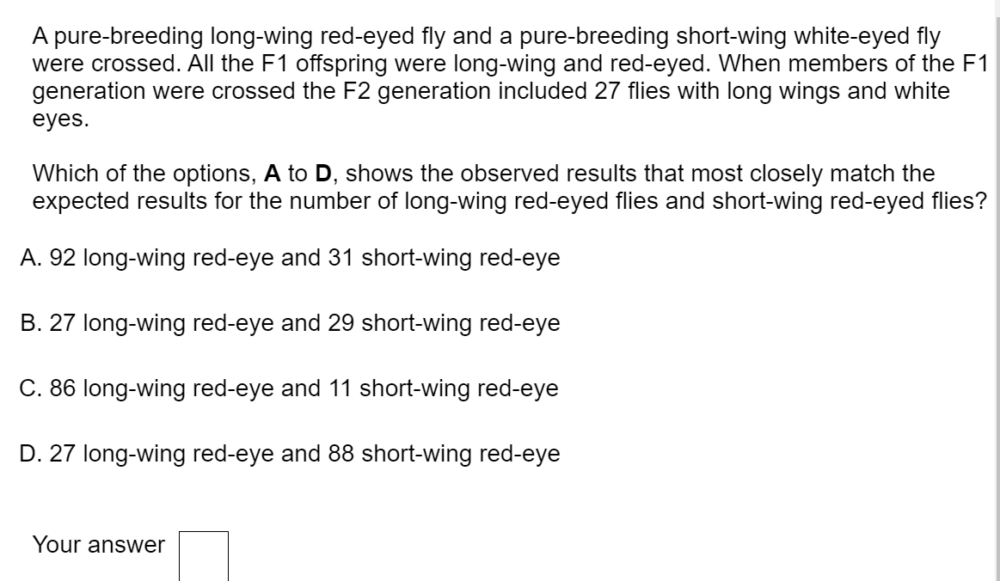 A pure-breeding long-wing red-eyed fly and a pure-breeding short-wing white-eyed fly
were crossed. All the F1 offspring were long-wing and red-eyed. When members of the F1
generation were crossed the F2 generation included 27 flies with long wings and white
eyes.
Which of the options, A to D, shows the observed results that most closely match the
expected results for the number of long-wing red-eyed flies and short-wing red-eyed flies?
A. 92 long-wing red-eye and 31 short-wing red-eye
B. 27 long-wing red-eye and 29 short-wing red-eye
C. 86 long-wing red-eye and 11 short-wing red-eye
D. 27 long-wing red-eye and 88 short-wing red-eye
Your answer